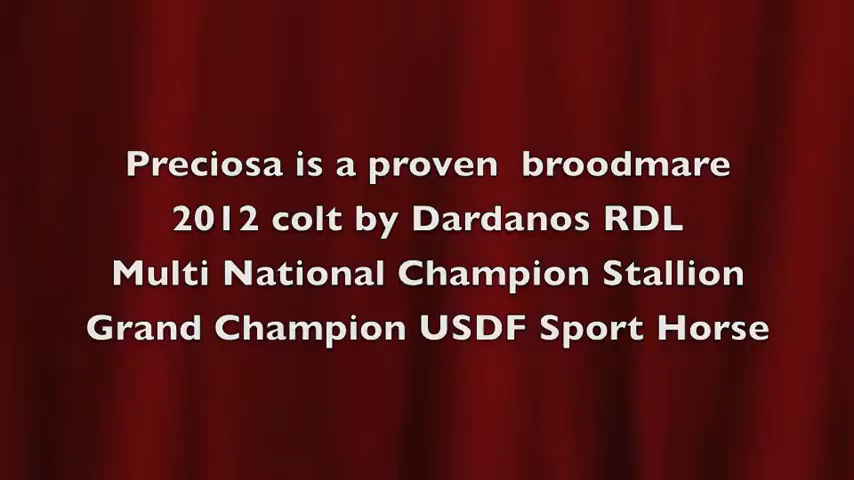 Preciosa is a proven  broodmare
2012 colt by Dardanos RDL
Multi National Champion Stallion
Grand Champion USDF Sport Horse